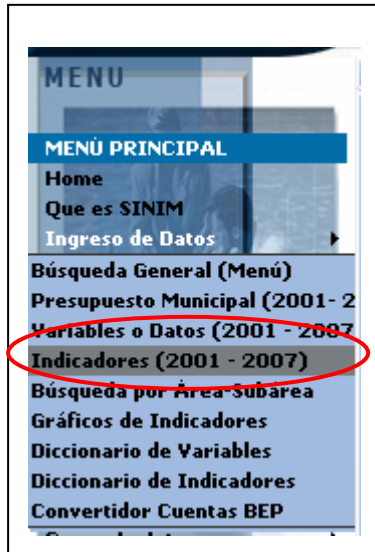 MENU
MENÚ PRINCIPAL
Home
Que es SINIM
Ingreso de Datos
Búsqueda General (Menú)
Presupuesto Municipal (2001- 2
Variables o Datos (2001 - 2007
Indicadores (2001 - 2007)
Búsqueda por Área-Subárea
Gráficos de Indicadores
Diccionario de Variables
Diccionario de Indicadores
Convertidor Cuentas BEP